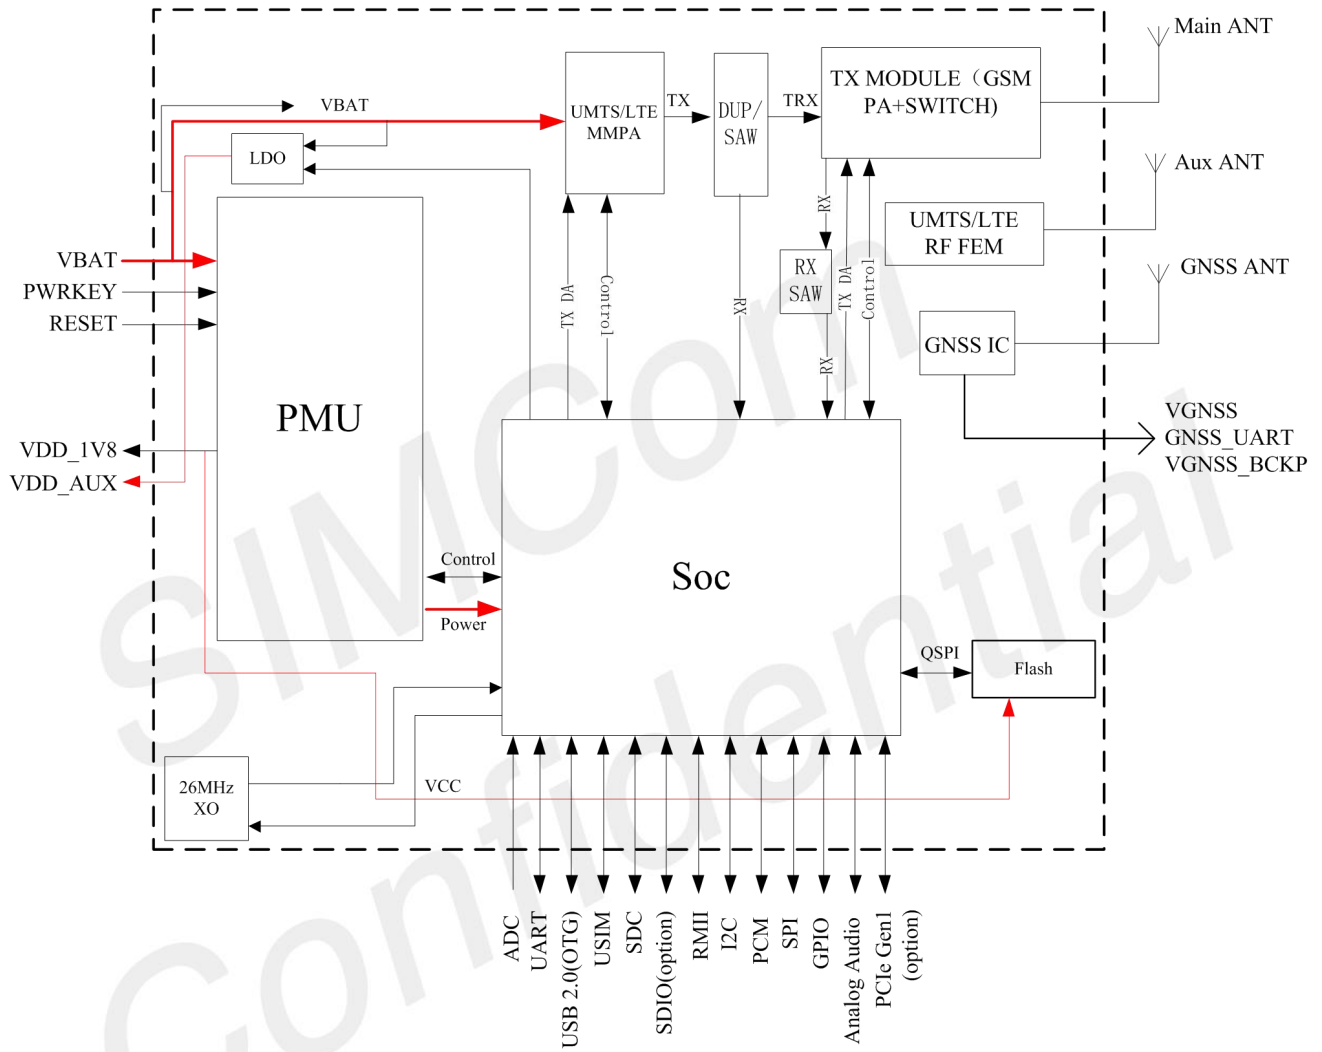 Main ANT
TX MODULE（GSM
PA+SWITCH)
VBAT
UMTS/LTE
MMPA
TX
DUP/
SAW
TRX
LDO
Aux ANT
RX
UMTS/LTE
RF FEM
VBAT
PWRKEY
RESET
GNSS ANT
RX
SAW
TX DA
Control
RX
TX DA
Control
GNSS IC
RX
PMU
VGNSS
GNSS_UART
VGNSS_BCKP
VDD_1V8
VDD_AUX
Control
Soc
Power
QSPI
Flash
26MHz
XO
VCC
ADC
UART
USB 2.0(OTG)
USIM
SDC
SDIO(option)
RMII
I2C
PCM
SPI
GPIO
Analog Audio
PCIe Gen1
(option)
SIMCom
Confidential